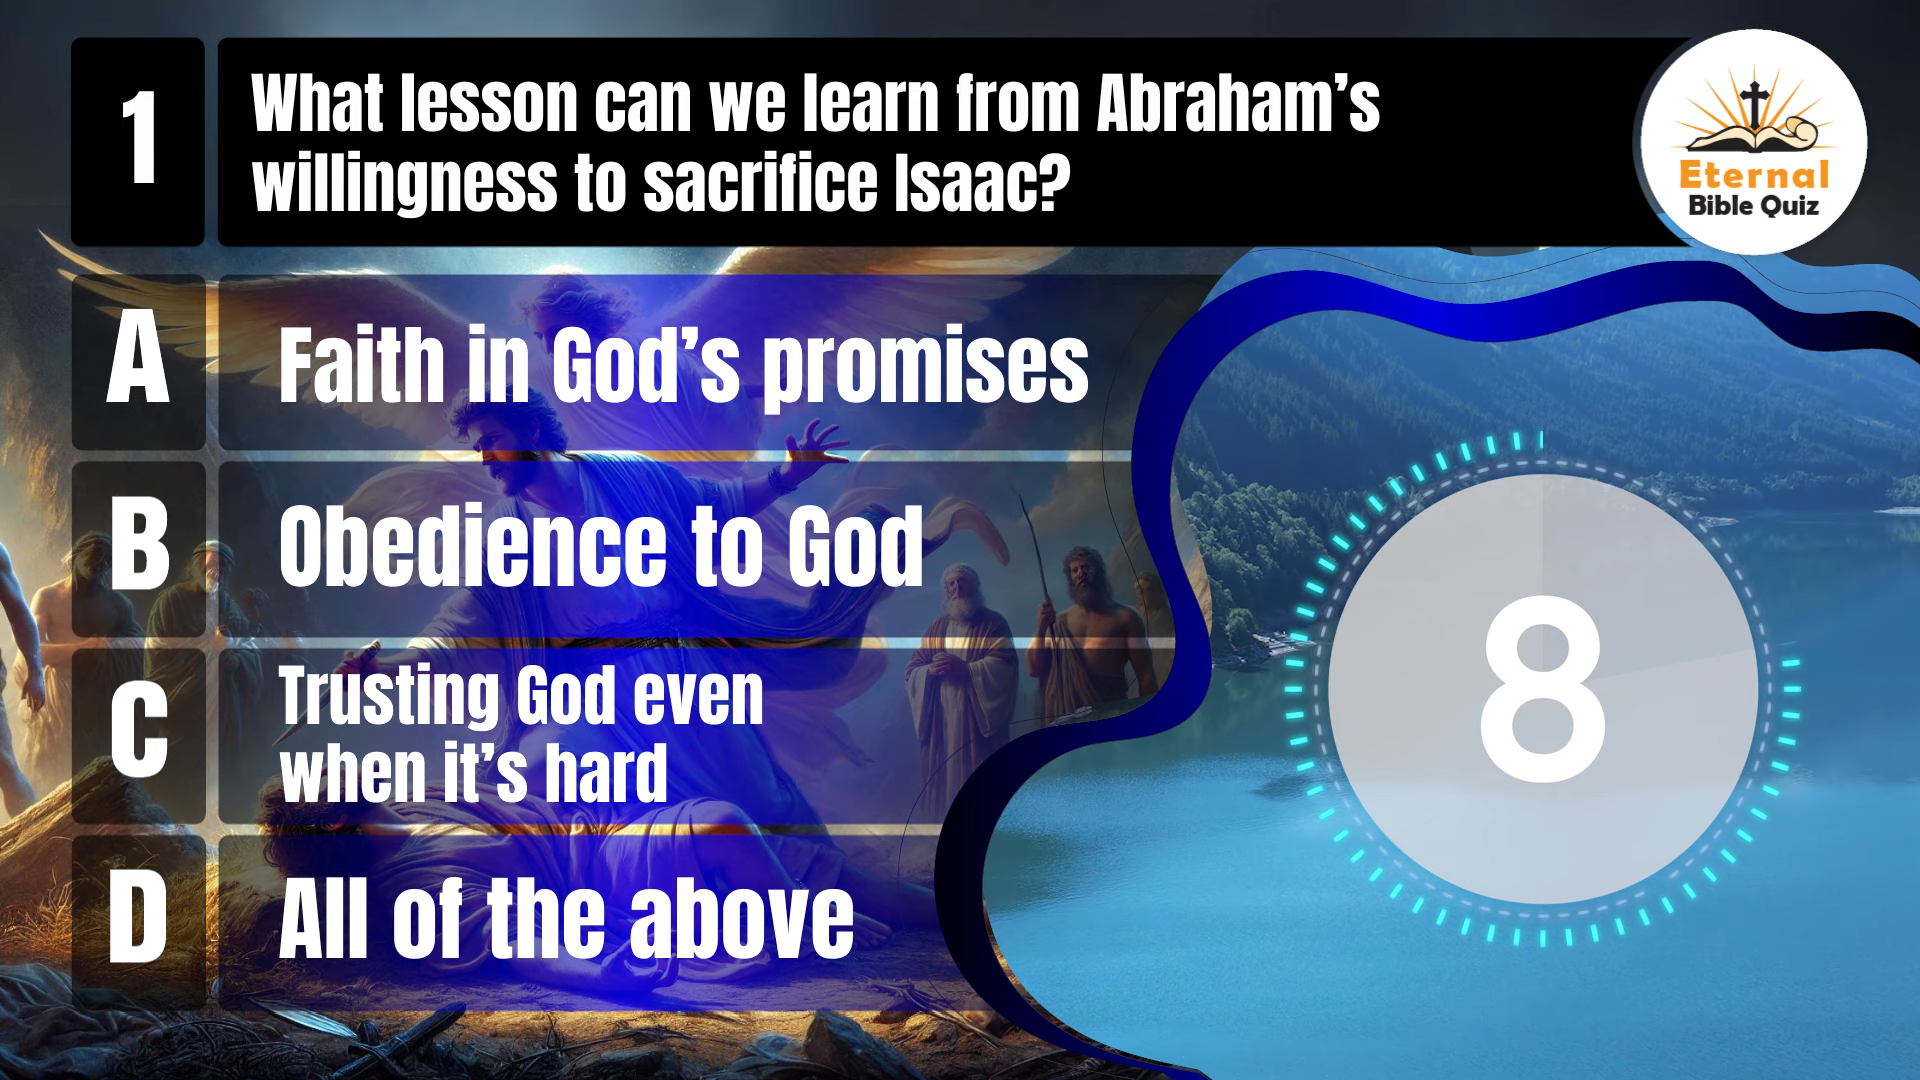 1
What lesson can we learn from Abraham’s
willingness to sacrifice Isaac?
Eternal
Bible Quiz
A
Faith in God’s promises
B
Obedience to God
C
Trusting God even
when it’s hard
D
All of the above
8